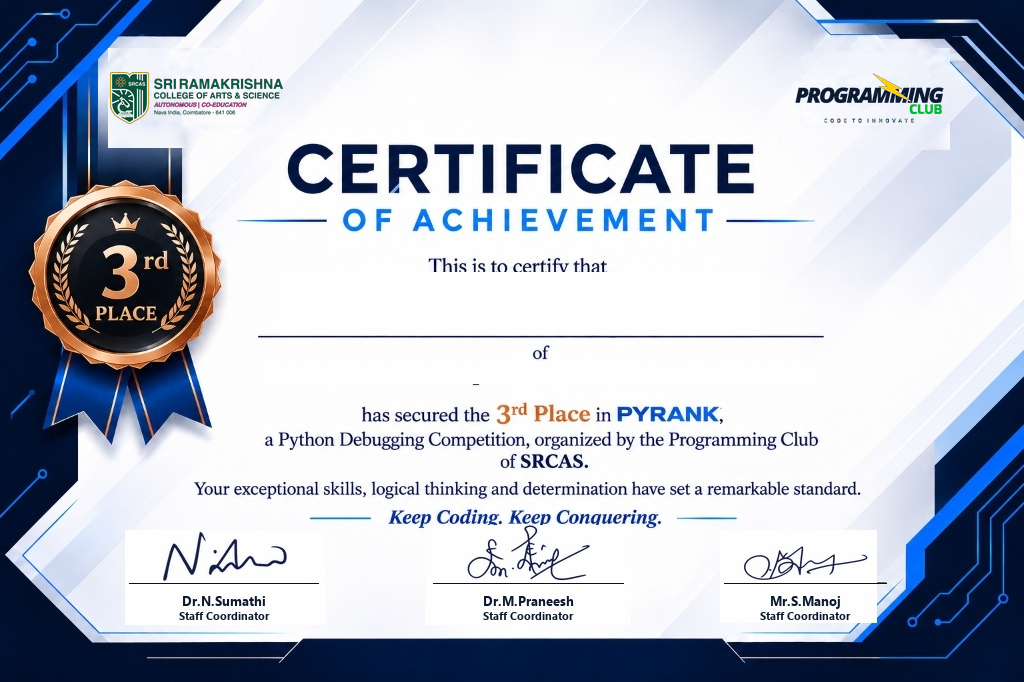 SRCAS
SRI RAMAKRISHNA
COLLEGE OF ARTS & SCIENCE
AUTONOMOUS | CO-EDUCATION
Nava India, Coimbatore - 641 006
PROGRAMMING
CLUB
CODE TO INNOVATE
CERTIFICATE
OF ACHIEVEMENT
3rd
PLACE
This is to certify that
of
has secured the 3rd Place in PYRANK,
a Python Debugging Competition, organized by the Programming Club
of SRCAS.
Your exceptional skills, logical thinking and determination have set a remarkable standard.
Keep Coding. Keep Conquering.
Dr.N.Sumathi
Staff Coordinator
Dr.M.Praneesh
Staff Coordinator
Mr.S.Manoj
Staff Coordinator